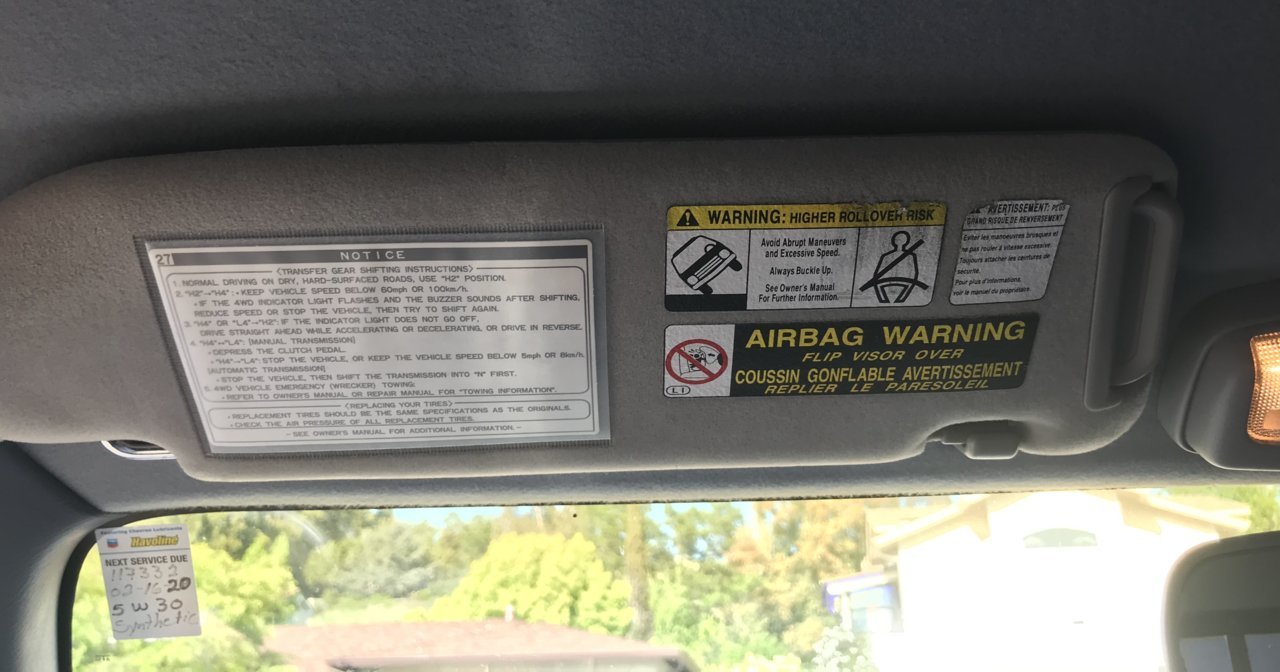 27
NOTICE
〈TRANSFER GEAR SHIFTING INSTRUCTIONS〉
1. NORMAL DRIVING ON DRY, HARD-SURFACED ROADS, USE "H2" POSITION.
2. "H2"→"H4": KEEP VEHICLE SPEED BELOW 60mph OR 100km/h.
・IF THE 4WD INDICATOR LIGHT FLASHES AND THE BUZZER SOUNDS AFTER SHIFTING,
REDUCE SPEED OR STOP THE VEHICLE, THEN TRY TO SHIFT AGAIN.
3. "H4" OR "L4"→"H2": IF THE INDICATOR LIGHT DOES NOT GO OFF,
DRIVE STRAIGHT AHEAD WHILE ACCELERATING OR DECELERATING, OR DRIVE IN REVERSE.
4. "H4"↔"L4": [MANUAL TRANSMISSION]
・DEPRESS THE CLUTCH PEDAL.
・"H4"→"L4": STOP THE VEHICLE, OR KEEP THE VEHICLE SPEED BELOW 5mph OR 8km/h.
[AUTOMATIC TRANSMISSION]
・STOP THE VEHICLE, THEN SHIFT THE TRANSMISSION INTO "N" FIRST.
5. 4WD VEHICLE EMERGENCY (WRECKER) TOWING:
・REFER TO OWNER'S MANUAL OR REPAIR MANUAL FOR "TOWING INFORMATION".
〈REPLACING YOUR TIRES〉
・REPLACEMENT TIRES SHOULD BE THE SAME SPECIFICATIONS AS THE ORIGINALS.
・CHECK THE AIR PRESSURE OF ALL REPLACEMENT TIRES.
– SEE OWNER'S MANUAL FOR ADDITIONAL INFORMATION. –
WARNING: HIGHER ROLLOVER RISK
Avoid Abrupt Maneuvers
and Excessive Speed.
Always Buckle Up.
See Owner's Manual
For Further Information.
AVERTISSEMENT: PLUS
GRAND RISQUE DE RENVERSEMENT
Eviter les manoeuvres brusques et
ne pas rouler à vitesse excessive.
Toujours attacher les ceintures de
sécurité.
Pour plus d'informations,
voir le manuel du propriétaire.
AIRBAG WARNING
FLIP VISOR OVER
COUSSIN GONFLABLE AVERTISSEMENT
REPLIER LE PARESOLEIL
LI
Featuring Chevron Lubricants
Havoline
NEXT SERVICE DUE
117332
02-16-20
5 W 30
Synthetic